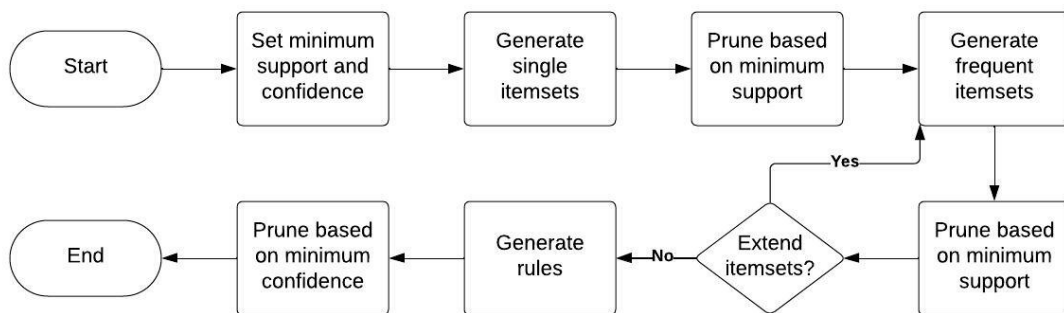 Start
Set minimum
support and
confidence
Generate
single
itemsets
Prune based
on minimum
support
Generate
frequent
itemsets
Yes
End
Prune based
on minimum
confidence
Generate
rules
No
Extend
itemsets?
Prune based
on minimum
support